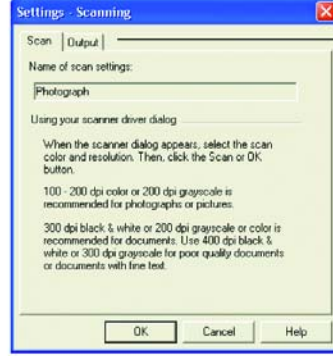 Settings - Scanning
Scan
Output
Name of scan settings:
Photograph
Using your scanner driver dialog
When the scanner dialog appears, select the scan
color and resolution. Then, click the Scan or OK
button.
100 - 200 dpi color or 200 dpi grayscale is
recommended for photographs or pictures.
300 dpi black & white or 200 dpi grayscale or color is
recommended for documents. Use 400 dpi black &
white or 300 dpi grayscale for poor quality documents
or documents with fine text.
OK
Cancel
Help